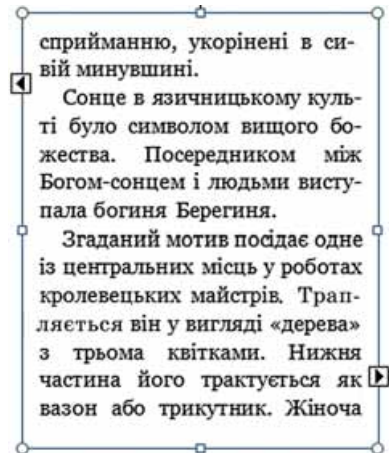 сприйманню, укорінені в си-
вій минувшині.
Сонце в язичницькому куль-
ті було символом вищого бо-
жества. Посередником між
Богом-сонцем і людьми висту-
пала богиня Берегиня.
Згаданий мотив посідає одне
із центральних місць у роботах
кролевецьких майстрів. Трап-
ляється він у вигляді «дерева»
з трьома квітками. Нижня
частина його трактується як
вазон або трикутник. Жіноча